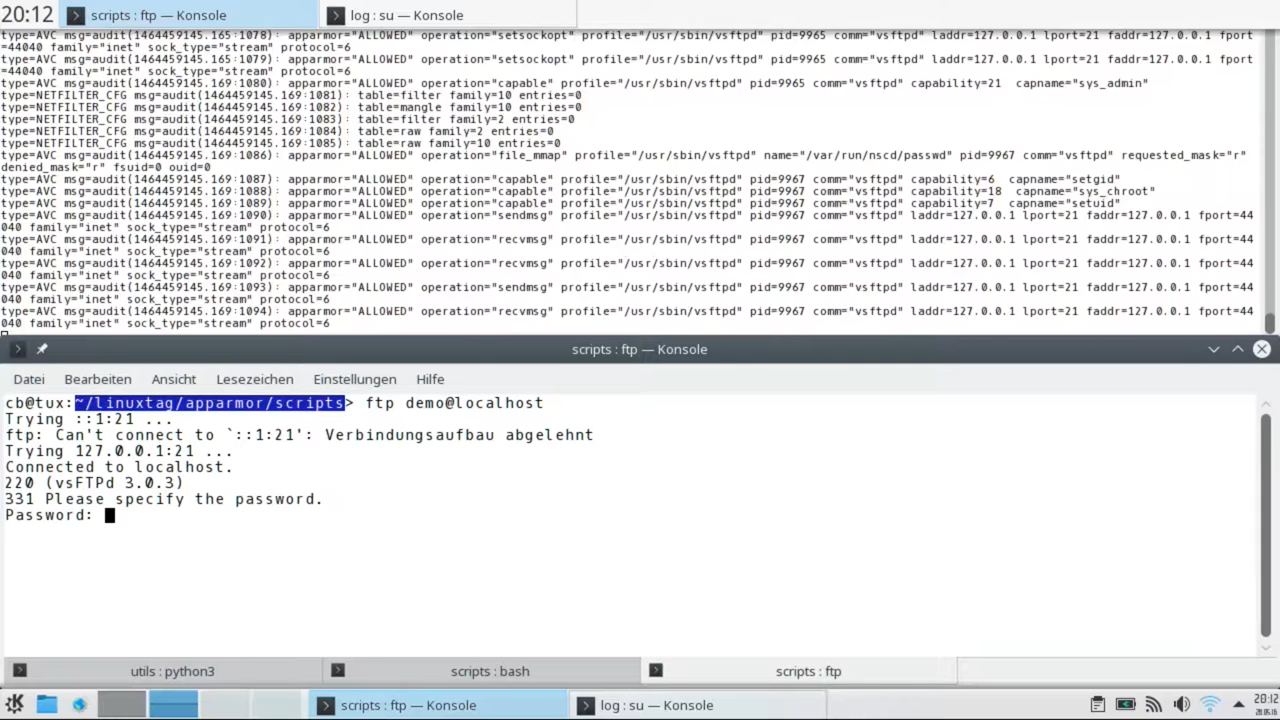 20:12 scripts : ftp — Konsole log : su — Konsole
type=AVC msg=audit(1464459145.165:1078): apparmor="ALLOWED" operation="setsockopt" profile="/usr/sbin/vsftpd" pid=9965 comm="vsftpd" laddr=127.0.0.1 lport=21 faddr=127.0.0.1 fport
=44040 family="inet" sock_type="stream" protocol=6
type=AVC msg=audit(1464459145.165:1079): apparmor="ALLOWED" operation="setsockopt" profile="/usr/sbin/vsftpd" pid=9965 comm="vsftpd" laddr=127.0.0.1 lport=21 faddr=127.0.0.1 fport
=44040 family="inet" sock_type="stream" protocol=6
type=AVC msg=audit(1464459145.169:1080): apparmor="ALLOWED" operation="capable" profile="/usr/sbin/vsftpd" pid=9965 comm="vsftpd" capability=21  capname="sys_admin"
type=NETFILTER_CFG msg=audit(1464459145.169:1081): table=filter family=10 entries=0
type=NETFILTER_CFG msg=audit(1464459145.169:1082): table=mangle family=10 entries=0
type=NETFILTER_CFG msg=audit(1464459145.169:1083): table=filter family=2 entries=0
type=NETFILTER_CFG msg=audit(1464459145.169:1084): table=raw family=2 entries=0
type=NETFILTER_CFG msg=audit(1464459145.169:1085): table=raw family=10 entries=0
type=AVC msg=audit(1464459145.169:1086): apparmor="ALLOWED" operation="file_mmap" profile="/usr/sbin/vsftpd" name="/var/run/nscd/passwd" pid=9967 comm="vsftpd" requested_mask="r"
denied_mask="r" fsuid=0 ouid=0
type=AVC msg=audit(1464459145.169:1087): apparmor="ALLOWED" operation="capable" profile="/usr/sbin/vsftpd" pid=9967 comm="vsftpd" capability=6  capname="setgid"
type=AVC msg=audit(1464459145.169:1088): apparmor="ALLOWED" operation="capable" profile="/usr/sbin/vsftpd" pid=9967 comm="vsftpd" capability=18  capname="sys_chroot"
type=AVC msg=audit(1464459145.169:1089): apparmor="ALLOWED" operation="capable" profile="/usr/sbin/vsftpd" pid=9967 comm="vsftpd" capability=7  capname="setuid"
type=AVC msg=audit(1464459145.169:1090): apparmor="ALLOWED" operation="sendmsg" profile="/usr/sbin/vsftpd" pid=9967 comm="vsftpd" laddr=127.0.0.1 lport=21 faddr=127.0.0.1 fport=44
040 family="inet" sock_type="stream" protocol=6
type=AVC msg=audit(1464459145.169:1091): apparmor="ALLOWED" operation="recvmsg" profile="/usr/sbin/vsftpd" pid=9967 comm="vsftpd" laddr=127.0.0.1 lport=21 faddr=127.0.0.1 fport=44
040 family="inet" sock_type="stream" protocol=6
type=AVC msg=audit(1464459145.169:1092): apparmor="ALLOWED" operation="recvmsg" profile="/usr/sbin/vsftpd" pid=9967 comm="vsftpd" laddr=127.0.0.1 lport=21 faddr=127.0.0.1 fport=44
040 family="inet" sock_type="stream" protocol=6
type=AVC msg=audit(1464459145.169:1093): apparmor="ALLOWED" operation="sendmsg" profile="/usr/sbin/vsftpd" pid=9967 comm="vsftpd" laddr=127.0.0.1 lport=21 faddr=127.0.0.1 fport=44
040 family="inet" sock_type="stream" protocol=6
type=AVC msg=audit(1464459145.169:1094): apparmor="ALLOWED" operation="recvmsg" profile="/usr/sbin/vsftpd" pid=9967 comm="vsftpd" laddr=127.0.0.1 lport=21 faddr=127.0.0.1 fport=44
040 family="inet" sock_type="stream" protocol=6
scripts : ftp — Konsole
Datei Bearbeiten Ansicht Lesezeichen Einstellungen Hilfe
cb@tux:~/linuxtag/apparmor/scripts> ftp demo@localhost
Trying ::1:21 ...
ftp: Can't connect to `::1:21': Verbindungsaufbau abgelehnt
Trying 127.0.0.1:21 ...
Connected to localhost.
220 (vsFTPd 3.0.3)
331 Please specify the password.
Password:
utils : python3 scripts : bash scripts : ftp
scripts : ftp — Konsole log : su — Konsole 20:12